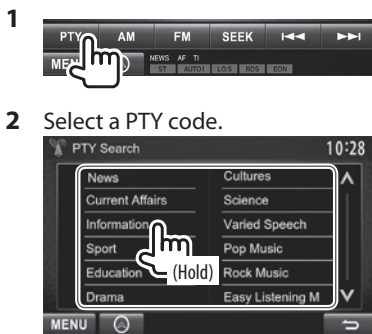 1
PTY AM FM SEEK
MENU NEWS AF TI
ST AUTO1 LO.S RDS EON
2 Select a PTY code.
PTY Search 10:28
News Cultures
Current Affairs Science
Information Varied Speech
Sport Pop Music
(Hold)
Education Rock Music
Drama Easy Listening M
MENU